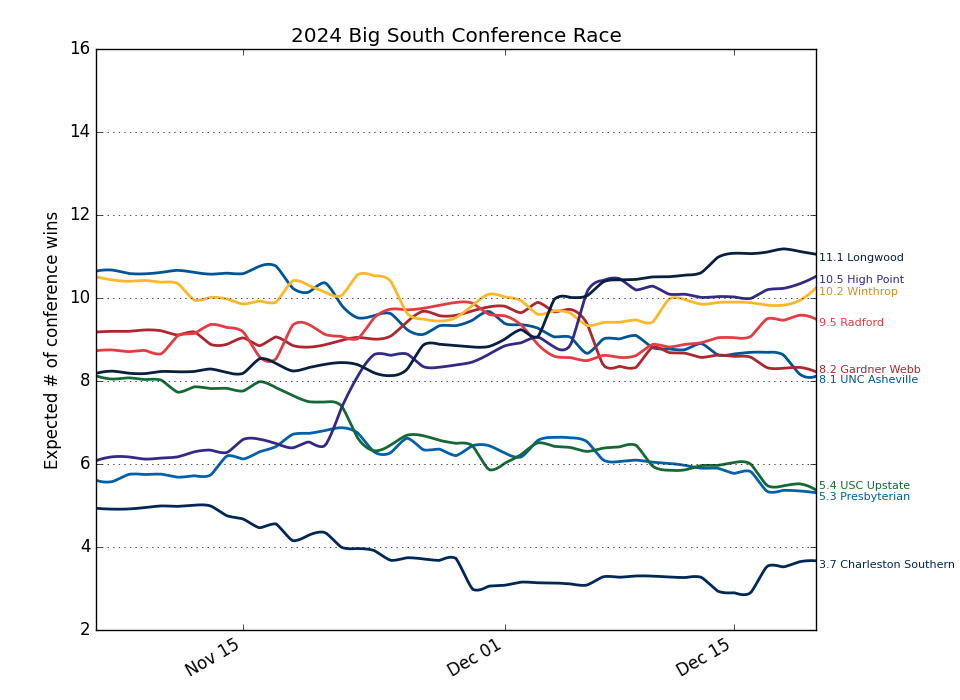 2024 Big South Conference Race
Expected # of conference wins
16
14
12
10
8
6
4
2
11.1 Longwood
10.5 High Point
10.2 Winthrop
9.5 Radford
8.2 Gardner Webb
8.1 UNC Asheville
5.4 USC Upstate
5.3 Presbyterian
3.7 Charleston Southern
Nov 15
Dec 01
Dec 15